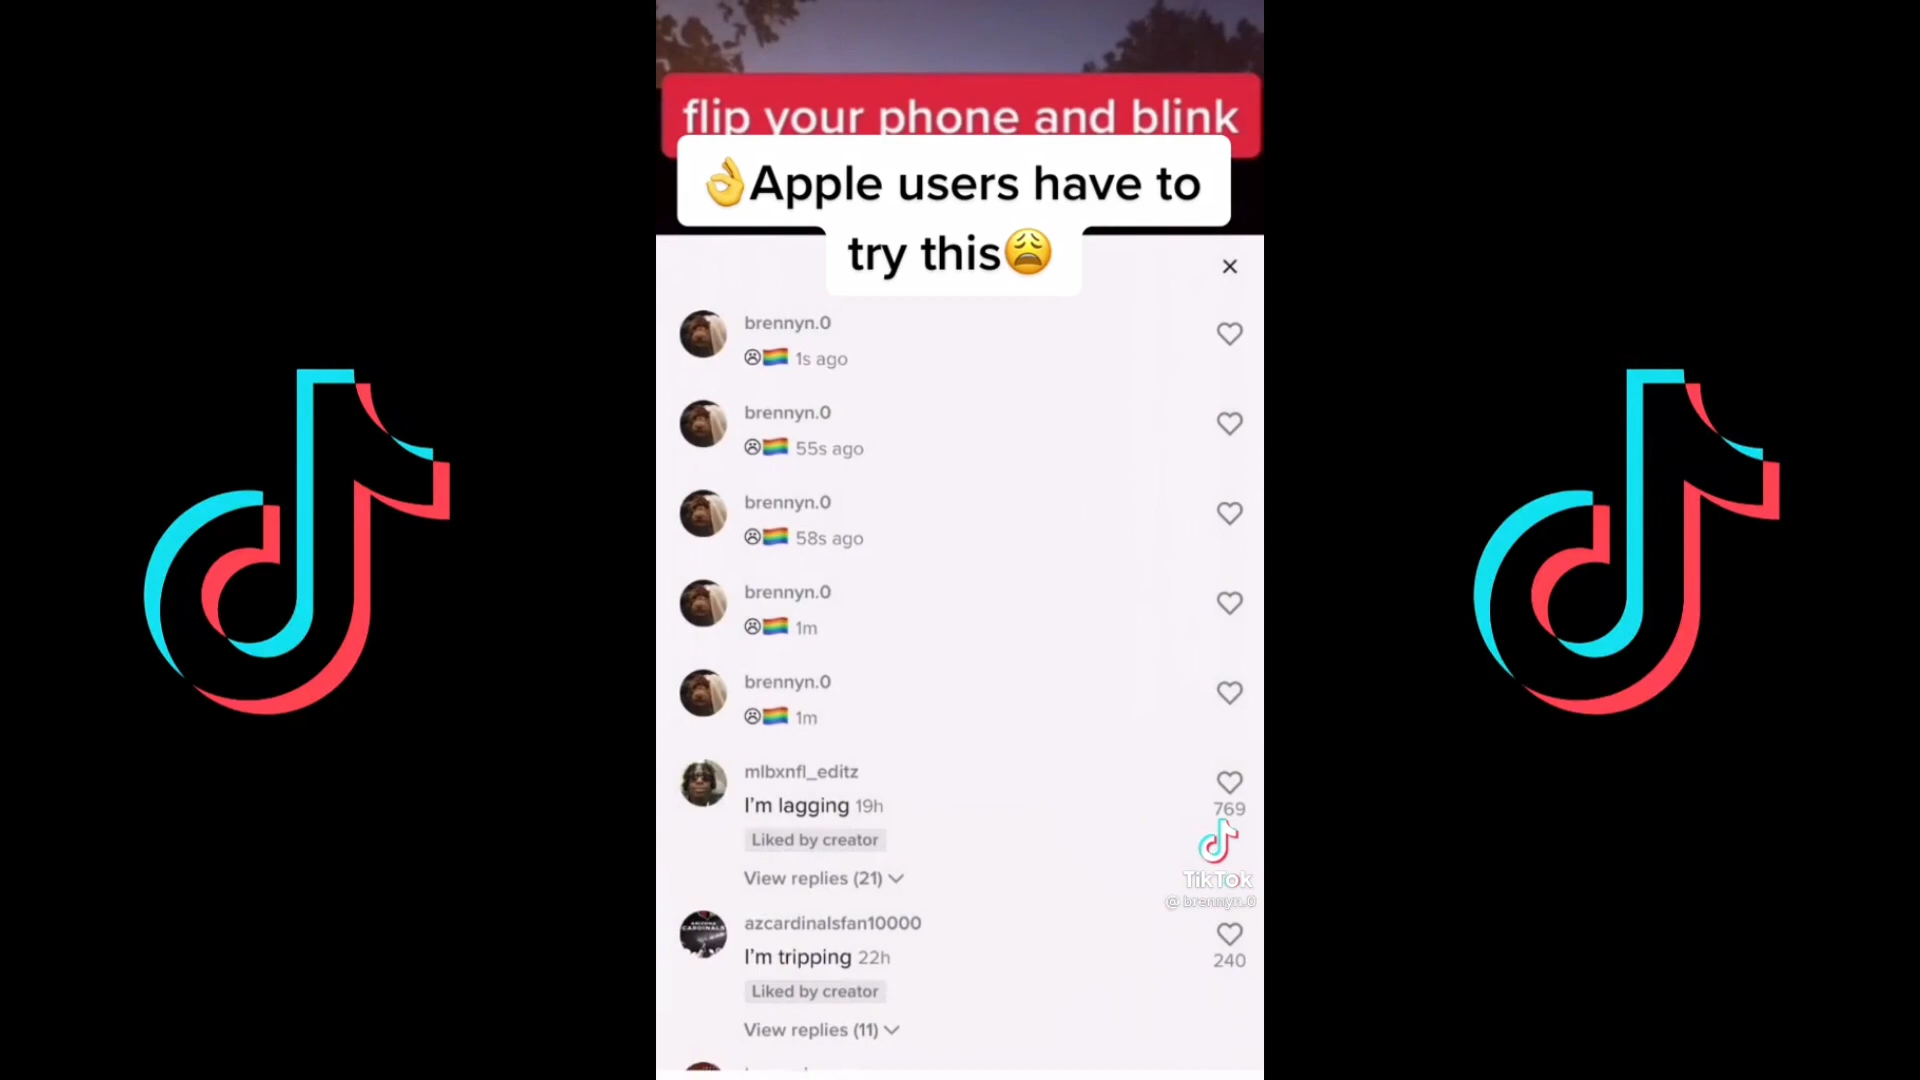 flip your phone and blink
👌Apple users have to
try this😩
brennyn.0
☹🏳️‍🌈 1s ago
brennyn.0
☹🏳️‍🌈 55s ago
brennyn.0
☹🏳️‍🌈 58s ago
brennyn.0
☹🏳️‍🌈 1m
brennyn.0
☹🏳️‍🌈 1m
mlbxnfl_editz
I'm lagging 19h
769
Liked by creator
View replies (21)
TikTok
@ brennyn.0
azcardinalsfan10000
I'm tripping 22h
240
Liked by creator
View replies (11)
CARDINALS